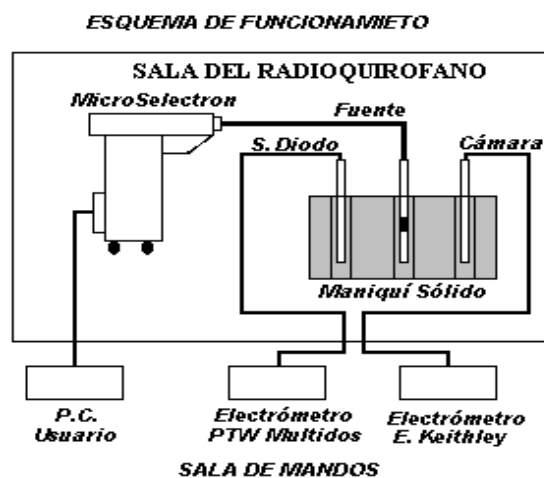 ESQUEMA DE FUNCIONAMIETO
SALA DEL RADIOQUIROFANO
MicroSelectron
Fuente
S. Diodo
Cámara
Maniquí Sólido
P.C.
Usuario
Electrómetro
PTW Multidos
Electrómetro
E. Keithley
SALA DE MANDOS